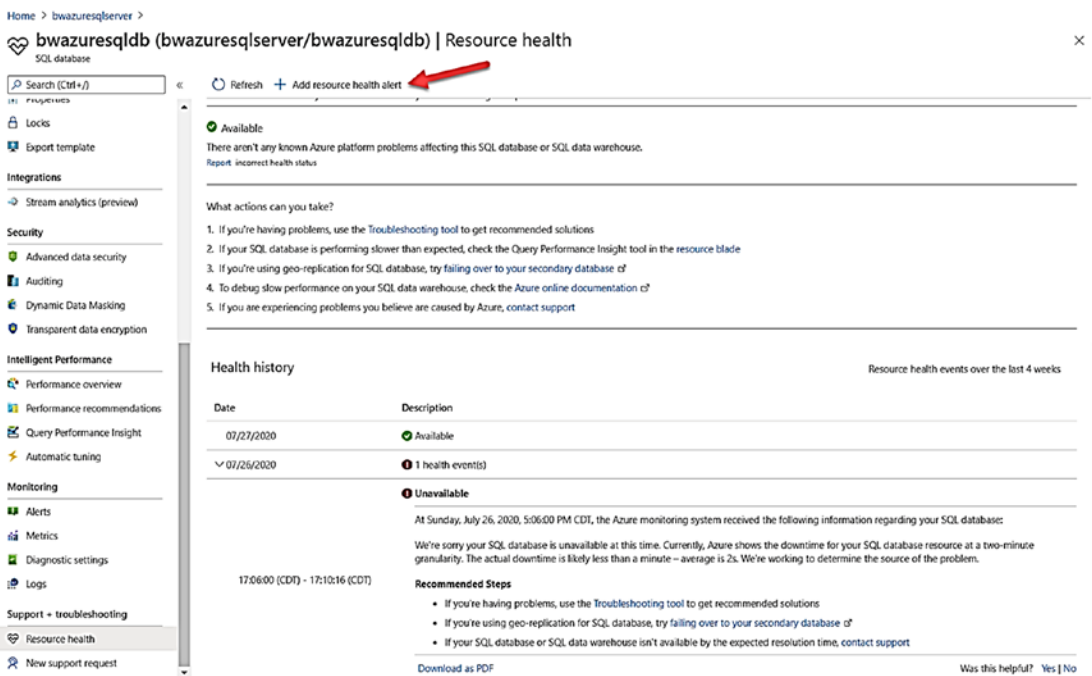 Home > bwazuresqlserver >
bwazuresqldb (bwazuresqlserver/bwazuresqldb) | Resource health
SQL database
Search (Ctrl+/)
Refresh
Add resource health alert
Properties
Locks
Export template
Integrations
Stream analytics (preview)
Security
Advanced data security
Auditing
Dynamic Data Masking
Transparent data encryption
Intelligent Performance
Performance overview
Performance recommendations
Query Performance Insight
Automatic tuning
Monitoring
Alerts
Metrics
Diagnostic settings
Logs
Support + troubleshooting
Resource health
New support request
Available
There aren't any known Azure platform problems affecting this SQL database or SQL data warehouse.
Report incorrect health status
What actions can you take?
1. If you're having problems, use the Troubleshooting tool to get recommended solutions
2. If your SQL database is performing slower than expected, check the Query Performance Insight tool in the resource blade
3. If you're using geo-replication for SQL database, try failing over to your secondary database
4. To debug slow performance on your SQL data warehouse, check the Azure online documentation
5. If you are experiencing problems you believe are caused by Azure, contact support
Health history
Resource health events over the last 4 weeks
Date Description
07/27/2020 Available
07/26/2020 1 health event(s)
Unavailable
At Sunday, July 26, 2020, 5:06:00 PM CDT, the Azure monitoring system received the following information regarding your SQL database:
We're sorry your SQL database is unavailable at this time. Currently, Azure shows the downtime for your SQL database resource at a two-minute
granularity. The actual downtime is likely less than a minute – average is 2s. We're working to determine the source of the problem.
17:06:00 (CDT) - 17:10:16 (CDT)
Recommended Steps
• If you're having problems, use the Troubleshooting tool to get recommended solutions
• If you're using geo-replication for SQL database, try failing over to your secondary database
• If your SQL database or SQL data warehouse isn't available by the expected resolution time, contact support
Download as PDF
Was this helpful? Yes | No